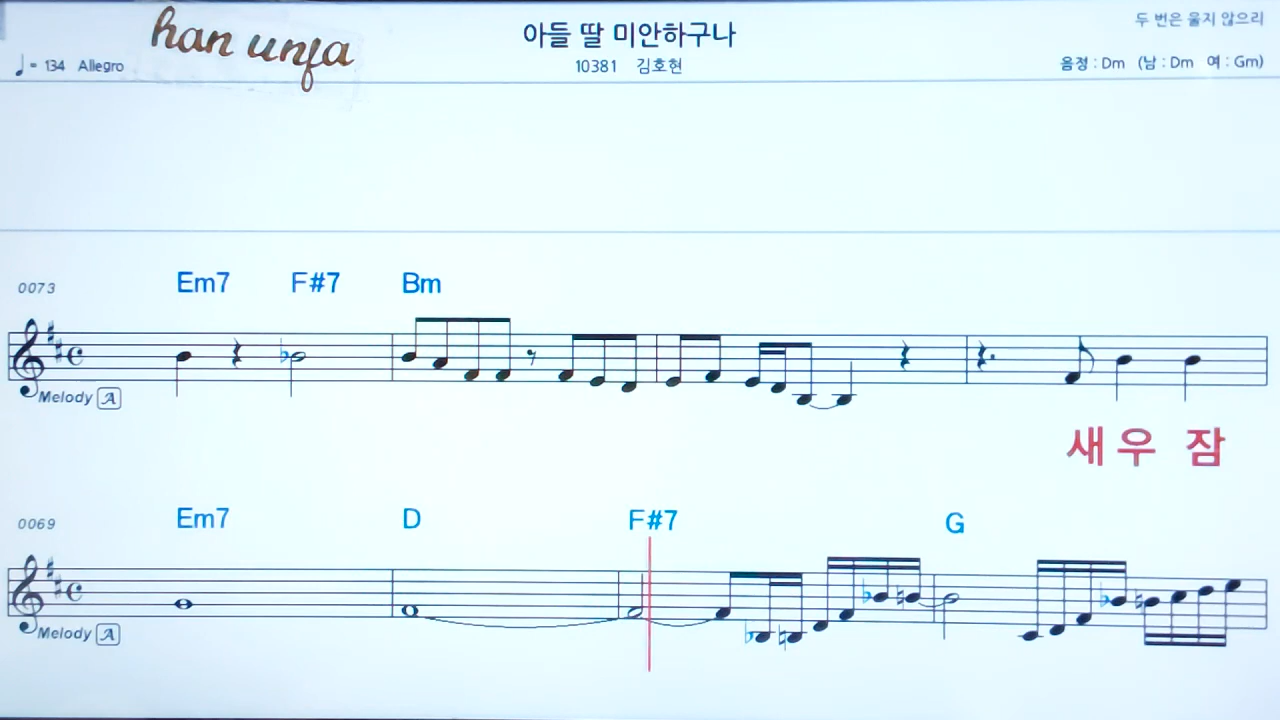 han unfa
아들 딸 미안하구나
두 번은 울지 않으리
♩= 134 Allegro
10381 김호현
음정 : Dm (남 : Dm 여 : Gm)
0073 Em7 F#7 Bm
Melody A
새우 잠
0069 Em7 D F#7 G
Melody A